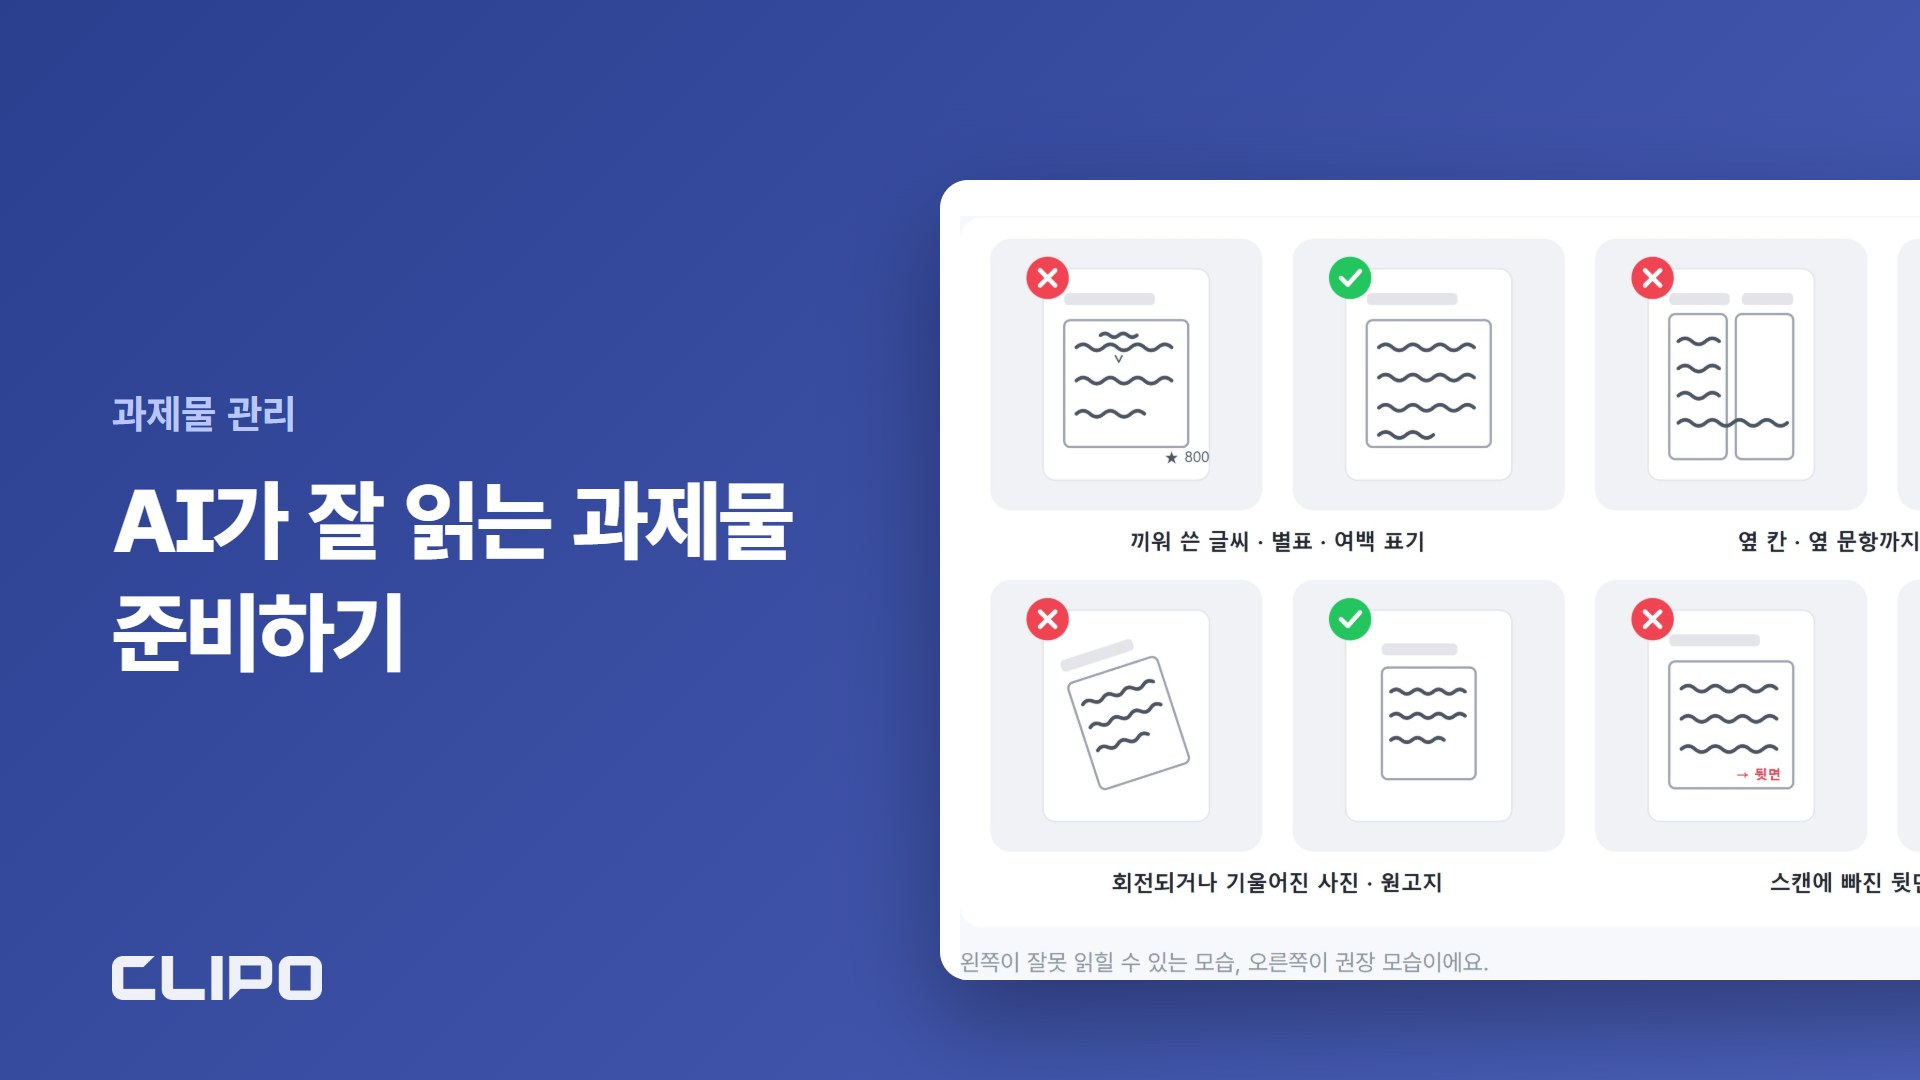 과제물 관리
AI가 잘 읽는 과제물
준비하기
CLIPO
★ 800
끼워 쓴 글씨 · 별표 · 여백 표기
옆 칸 · 옆 문항까지
→ 뒷면
회전되거나 기울어진 사진 · 원고지
스캔에 빠진
왼쪽이 잘못 읽힐 수 있는 모습, 오른쪽이 권장 모습이에요.